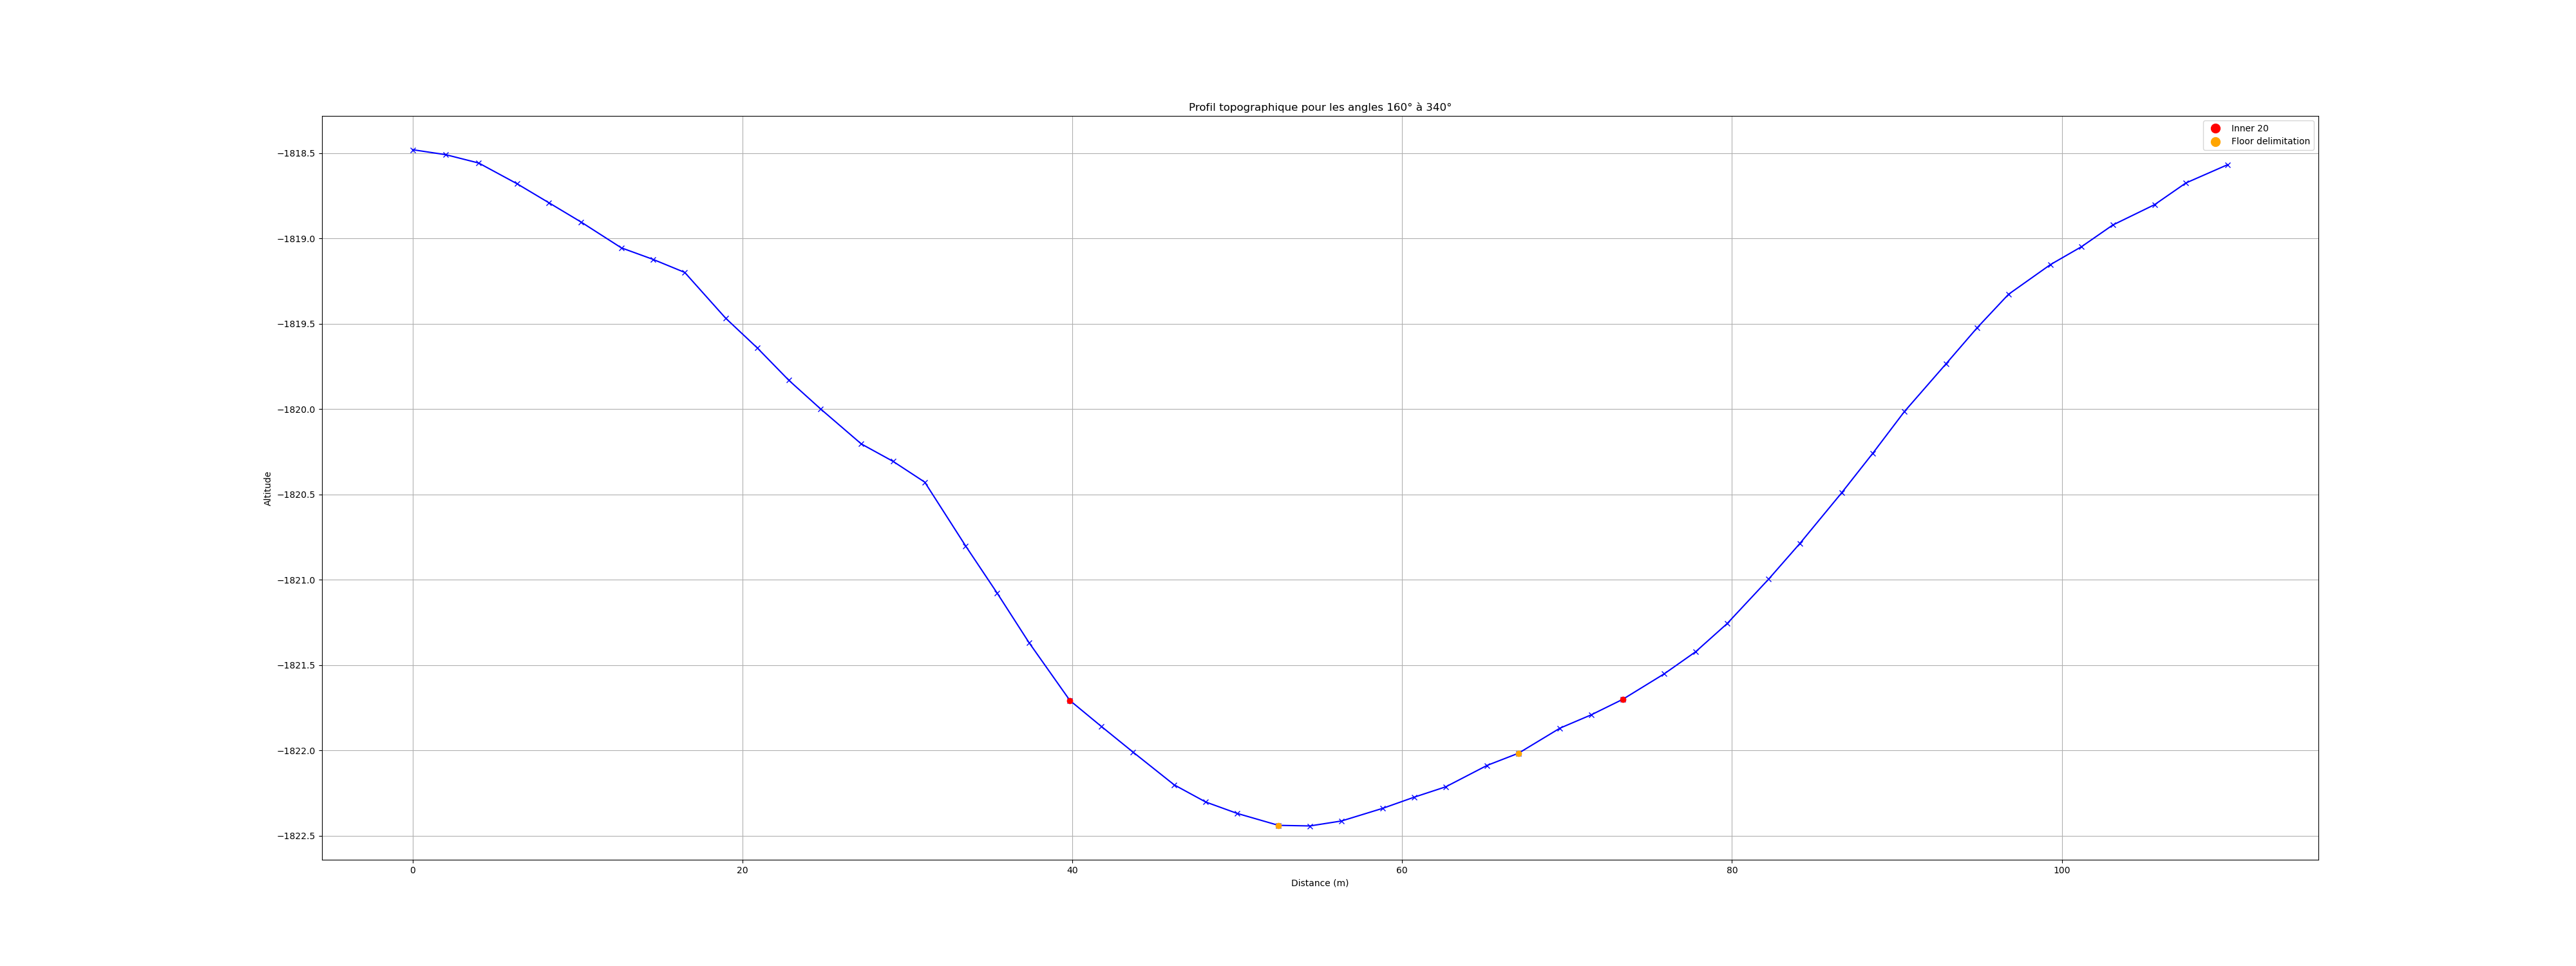 Profil topographique pour les angles 160° à 340°
Inner 20
Floor delimitation
−1818.5
−1819.0
−1819.5
−1820.0
−1820.5
−1821.0
−1821.5
−1822.0
−1822.5
Altitude
0 20 40 60 80 100
Distance (m)